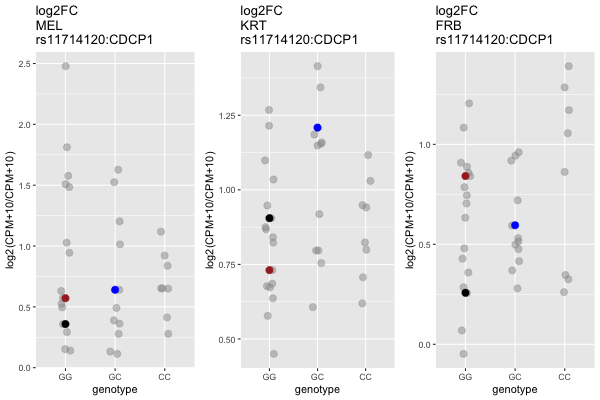 log2FC
MEL
rs11714120:CDCP1
log2(CPM+10/CPM+10)
2.5
2.0
1.5
1.0
0.5
0.0
GG GC CC
genotype
log2FC
KRT
rs11714120:CDCP1
log2(CPM+10/CPM+10)
1.25
1.00
0.75
0.50
GG GC CC
genotype
log2FC
FRB
rs11714120:CDCP1
log2(CPM+10/CPM+10)
1.0
0.5
0.0
GG GC CC
genotype